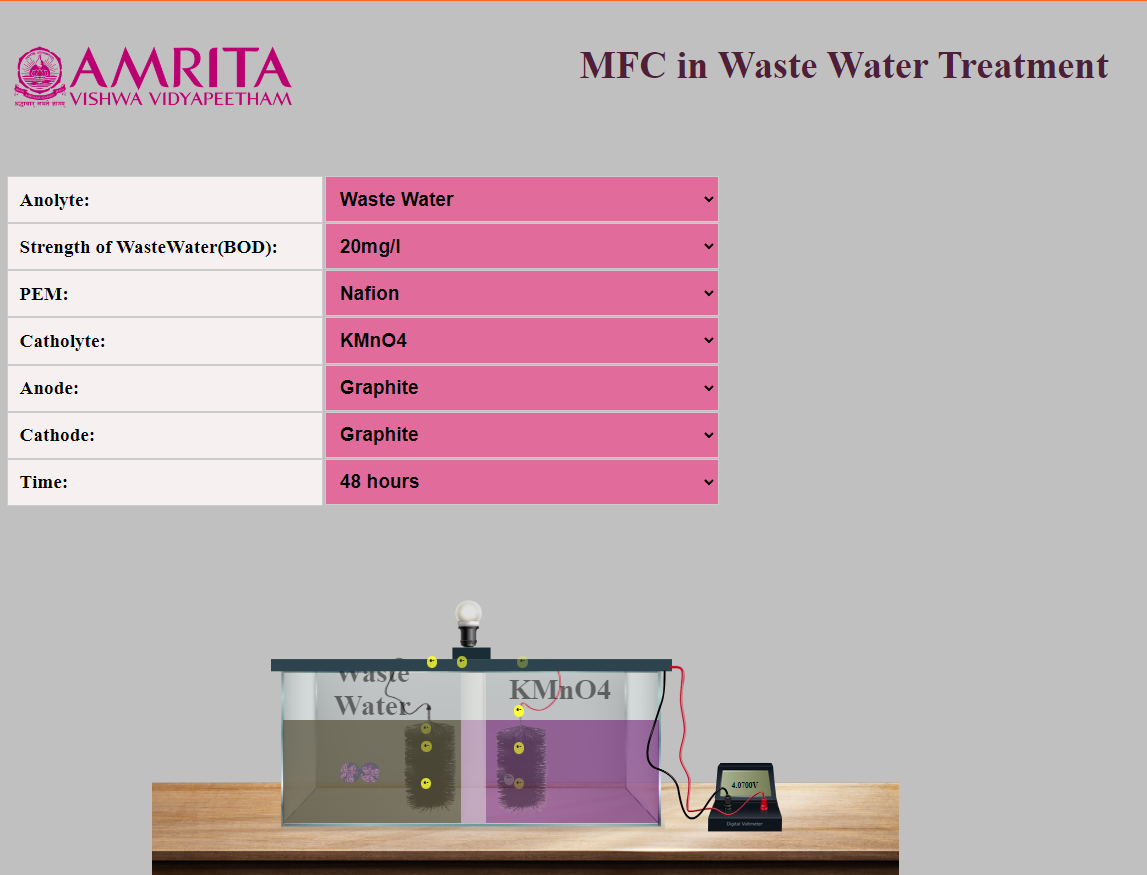 AMRITA
VISHWA VIDYAPEETHAM
MFC in Waste Water Treatment
Anolyte: Waste Water
Strength of WasteWater(BOD): 20mg/l
PEM: Nafion
Catholyte: KMnO4
Anode: Graphite
Cathode: Graphite
Time: 48 hours
Waste
Water
KMnO4
4.0700V
Digital Voltmeter